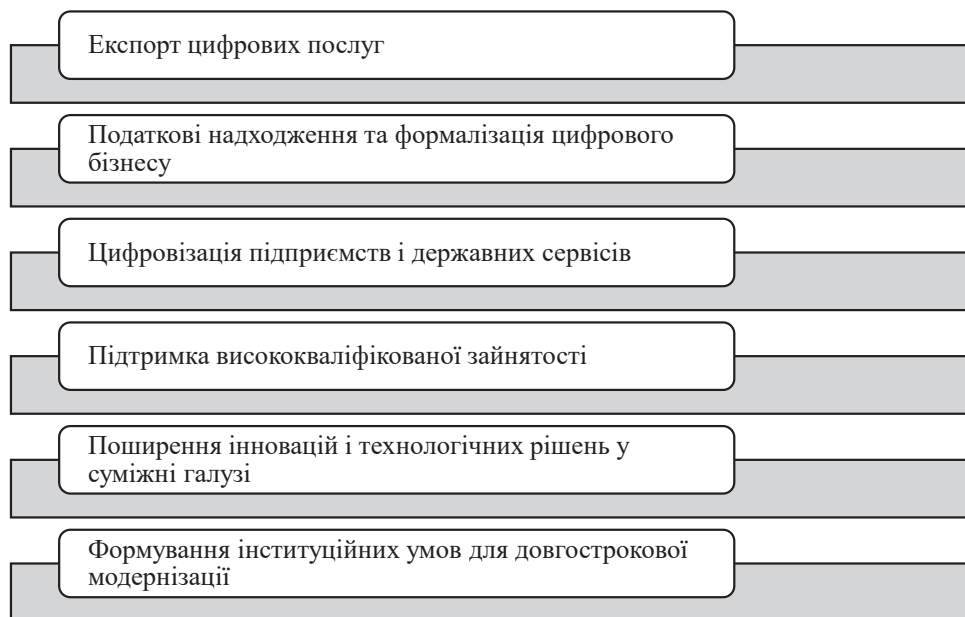 Експорт цифрових послуг
Податкові надходження та формалізація цифрового
бізнесу
Цифровізація підприємств і державних сервісів
Підтримка висококваліфікованої зайнятості
Поширення інновацій і технологічних рішень у
суміжні галузі
Формування інституційних умов для довгострокової
модернізації